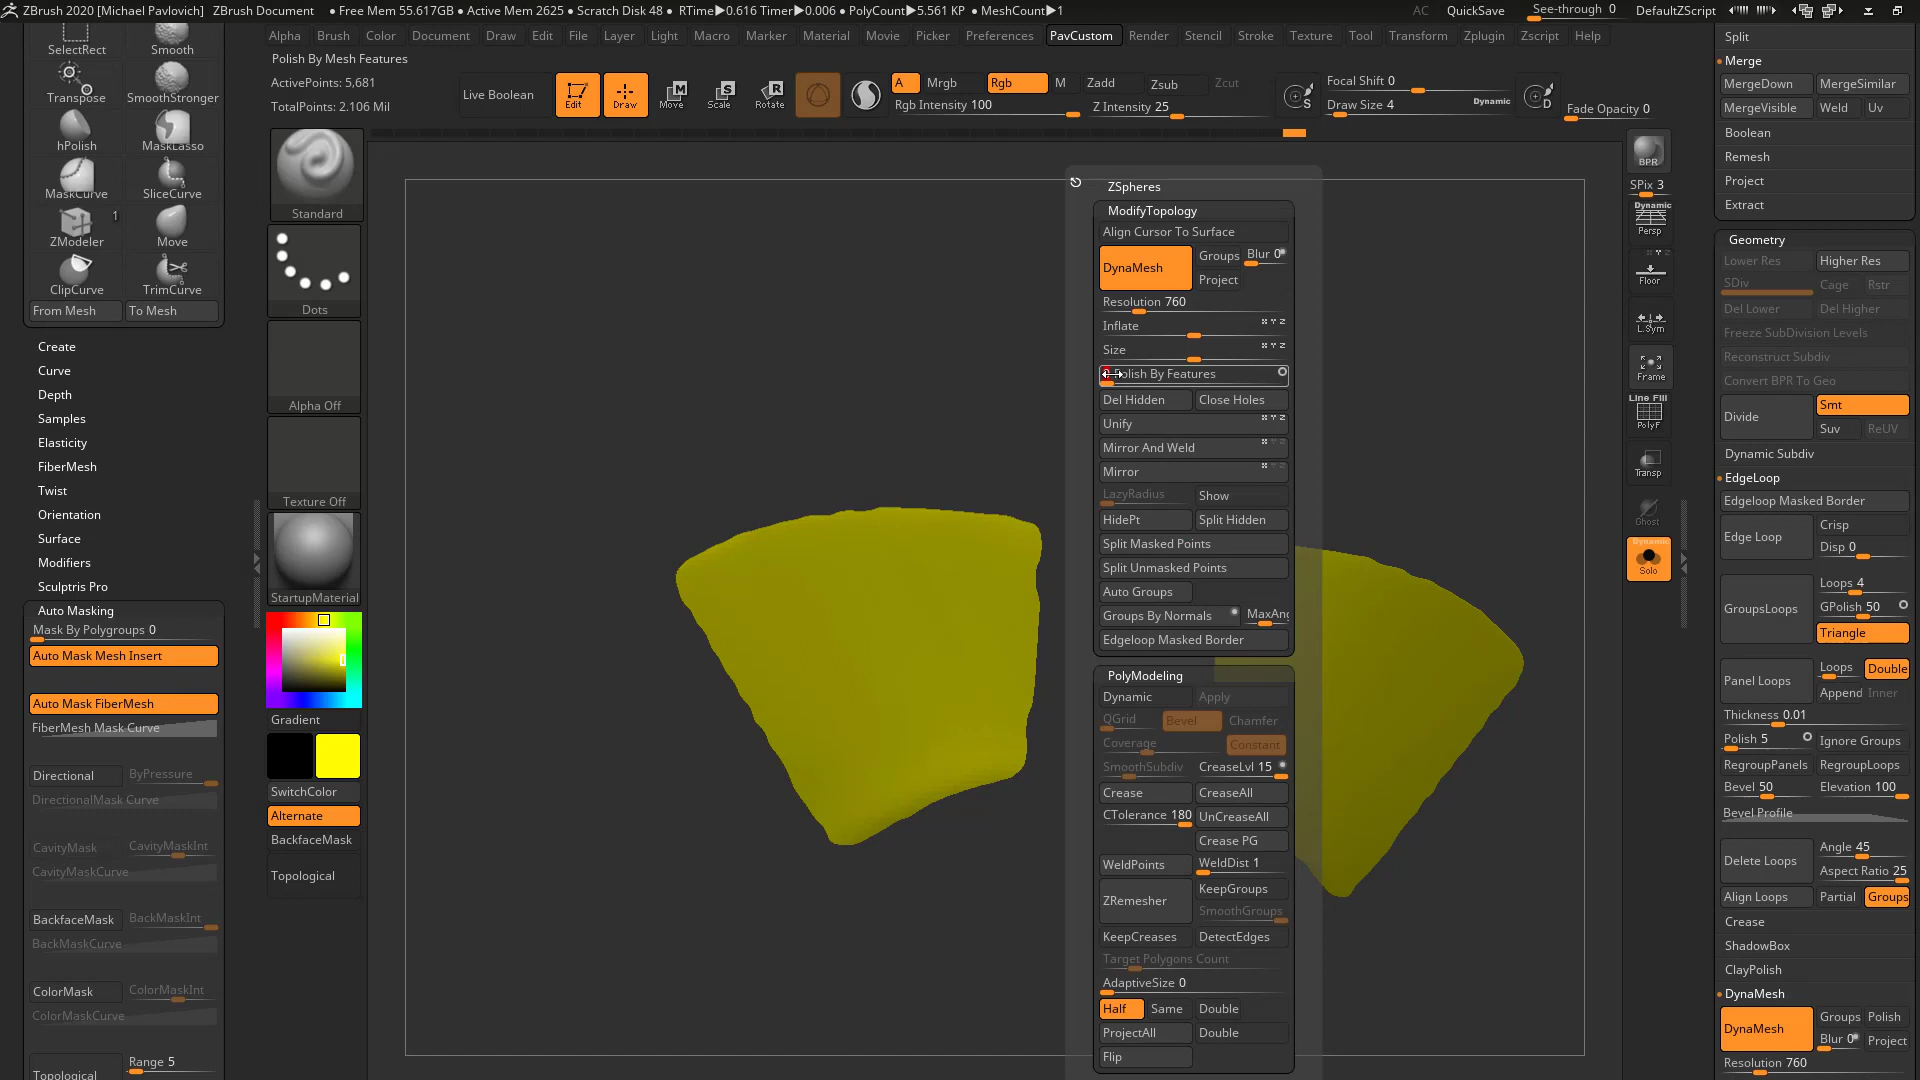 ZBrush 2020 [Michael Pavlovich] ZBrush Document • Free Mem 55.617GB • Active Mem 2625 • Scratch Disk 48 • RTime▶0.616 Timer▶0.006 • PolyCount▶5.561 KP • MeshCount▶1 AC QuickSave See-through 0 DefaultZScript
Alpha Brush Color Document Draw Edit File Layer Light Macro Marker Material Movie Picker Preferences PavCustom Render Stencil Stroke Texture Tool Transform Zplugin Zscript Help
Polish By Mesh Features
ActivePoints: 5,681
TotalPoints: 2.106 Mil
Live Boolean
Edit Draw Move Scale Rotate
A Mrgb Rgb M Zadd Zsub Zcut
Rgb Intensity 100 Z Intensity 25
S Focal Shift 0
Draw Size 4 Dynamic
D Fade Opacity 0
SelectRect Smooth
Transpose SmoothStronger
hPolish MaskLasso
MaskCurve SliceCurve
1
ZModeler Move
ClipCurve TrimCurve
From Mesh To Mesh
Create
Curve
Depth
Samples
Elasticity
FiberMesh
Twist
Orientation
Surface
Modifiers
Sculptris Pro
Auto Masking
Mask By Polygroups 0
Auto Mask Mesh Insert
Auto Mask FiberMesh
FiberMesh Mask Curve
Directional ByPressure
DirectionalMask Curve
CavityMask CavityMaskInt
CavityMaskCurve
BackfaceMask BackMaskInt
BackMaskCurve
ColorMask ColorMaskInt
ColorMaskCurve
Topological Range 5
Standard
Dots
Alpha Off
Texture Off
StartupMaterial
Gradient
SwitchColor
Alternate
BackfaceMask
Topological
ZSpheres
ModifyTopology
Align Cursor To Surface
DynaMesh Groups Blur 0
Project
Resolution 760
Inflate
Size
Polish By Features
Del Hidden Close Holes
Unify
Mirror And Weld
Mirror
LazyRadius Show
HidePt Split Hidden
Split Masked Points
Split Unmasked Points
Auto Groups
Groups By Normals MaxAng
Edgeloop Masked Border
PolyModeling
Dynamic Apply
QGrid Bevel Chamfer
Coverage Constant
SmoothSubdiv CreaseLvl 15
Crease CreaseAll
CTolerance 180 UnCreaseAll
Crease PG
WeldPoints WeldDist 1
ZRemesher KeepGroups
SmoothGroups
KeepCreases DetectEdges
Target Polygons Count
AdaptiveSize 0
Half Same Double
ProjectAll Double
Flip
BPR
SPix 3
Dynamic
Persp
Floor
L.Sym
Frame
Line Fill
PolyF
Transp
Ghost
Dynamic
Solo
Split
Merge
MergeDown MergeSimilar
MergeVisible Weld Uv
Boolean
Remesh
Project
Extract
Geometry
Lower Res Higher Res
SDiv Cage Rstr
Del Lower Del Higher
Freeze SubDivision Levels
Reconstruct Subdiv
Convert BPR To Geo
Divide Smt
Suv ReUV
Dynamic Subdiv
EdgeLoop
Edgeloop Masked Border
Edge Loop Crisp
Disp 0
GroupsLoops Loops 4
GPolish 50
Triangle
Panel Loops Loops Double
Append Inner
Thickness 0.01
Polish 5 Ignore Groups
RegroupPanels RegroupLoops
Bevel 50 Elevation 100
Bevel Profile
Delete Loops Angle 45
Aspect Ratio 25
Align Loops Partial Groups
Crease
ShadowBox
ClayPolish
DynaMesh
DynaMesh Groups Polish
Blur 0 Project
Resolution 760